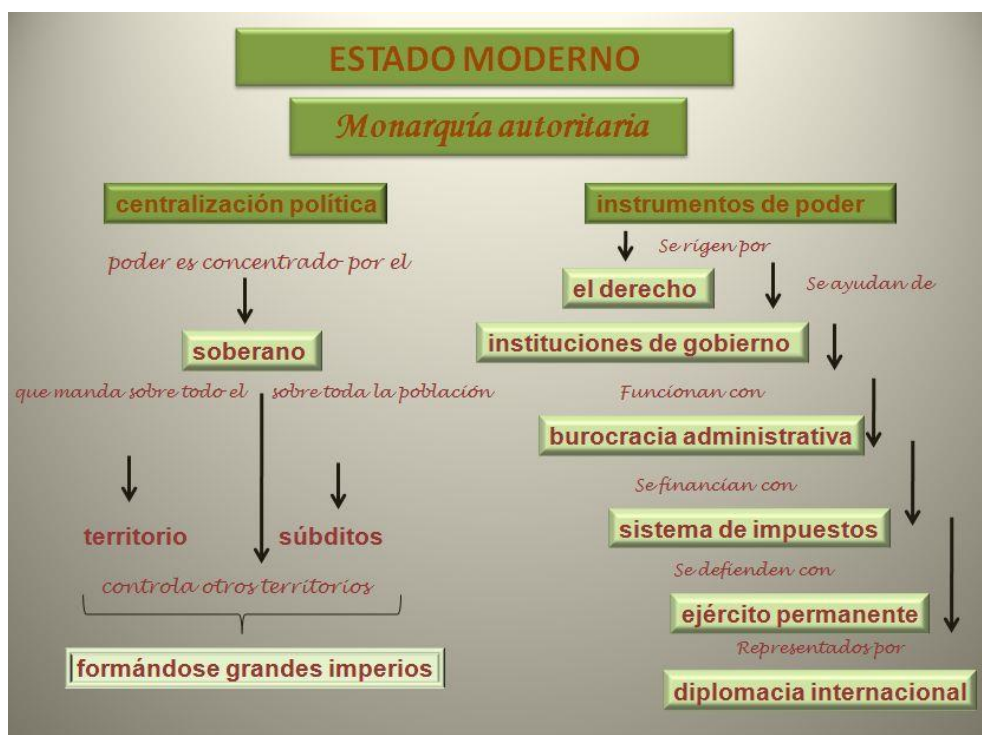 ESTADO MODERNO
Monarquía autoritaria
centralización política
poder es concentrado por el
soberano
que manda sobre todo el
sobre toda la población
territorio
súbditos
controla otros territorios
formándose grandes imperios
instrumentos de poder
Se rigen por
el derecho
Se ayudan de
instituciones de gobierno
Funcionan con
burocracia administrativa
Se financian con
sistema de impuestos
Se defienden con
ejército permanente
Representados por
diplomacia internacional